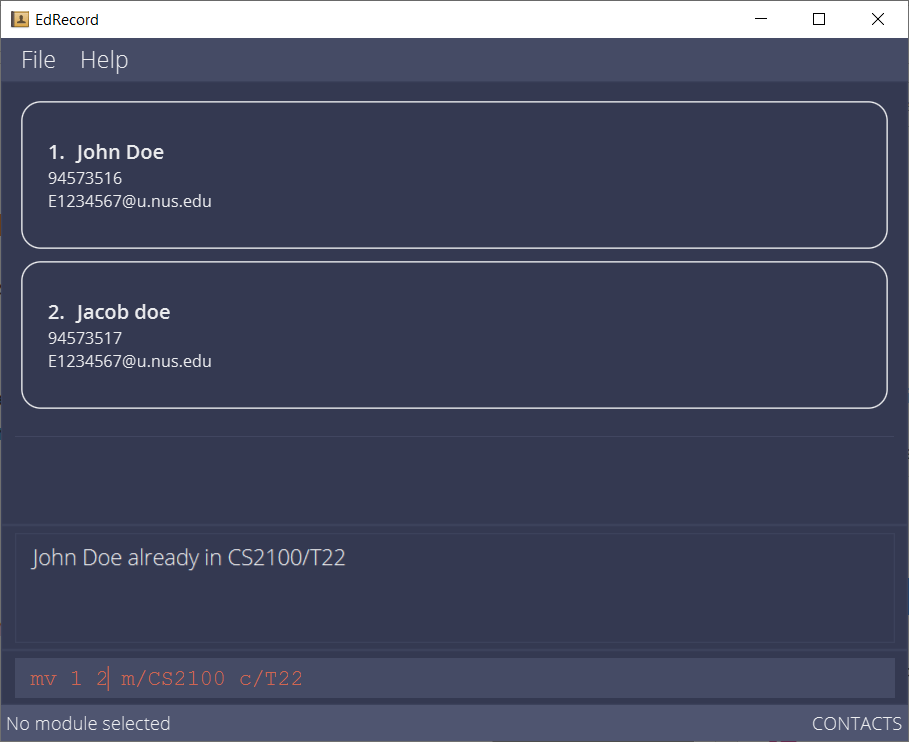 EdRecord
File Help
1. John Doe
94573516
E1234567@u.nus.edu
2. Jacob doe
94573517
E1234567@u.nus.edu
John Doe already in CS2100/T22
mv 1 2 m/CS2100 c/T22
No module selected CONTACTS